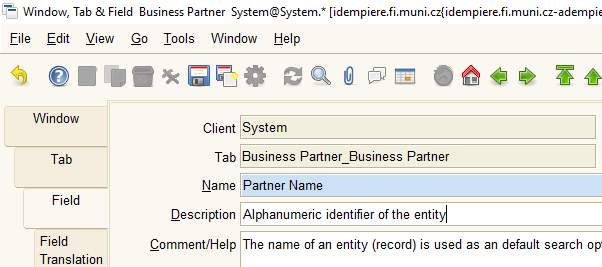 Window, Tab & Field Business Partner System@System.* [idempiere.fi.muni.cz{idempiere.fi.muni.cz-adempie
File Edit View Go Tools Window Help
Window
Tab
Field
Field
Translation
Client System
Tab Business Partner_Business Partner
Name Partner Name
Description Alphanumeric identifier of the entity
Comment/Help The name of an entity (record) is used as an default search op